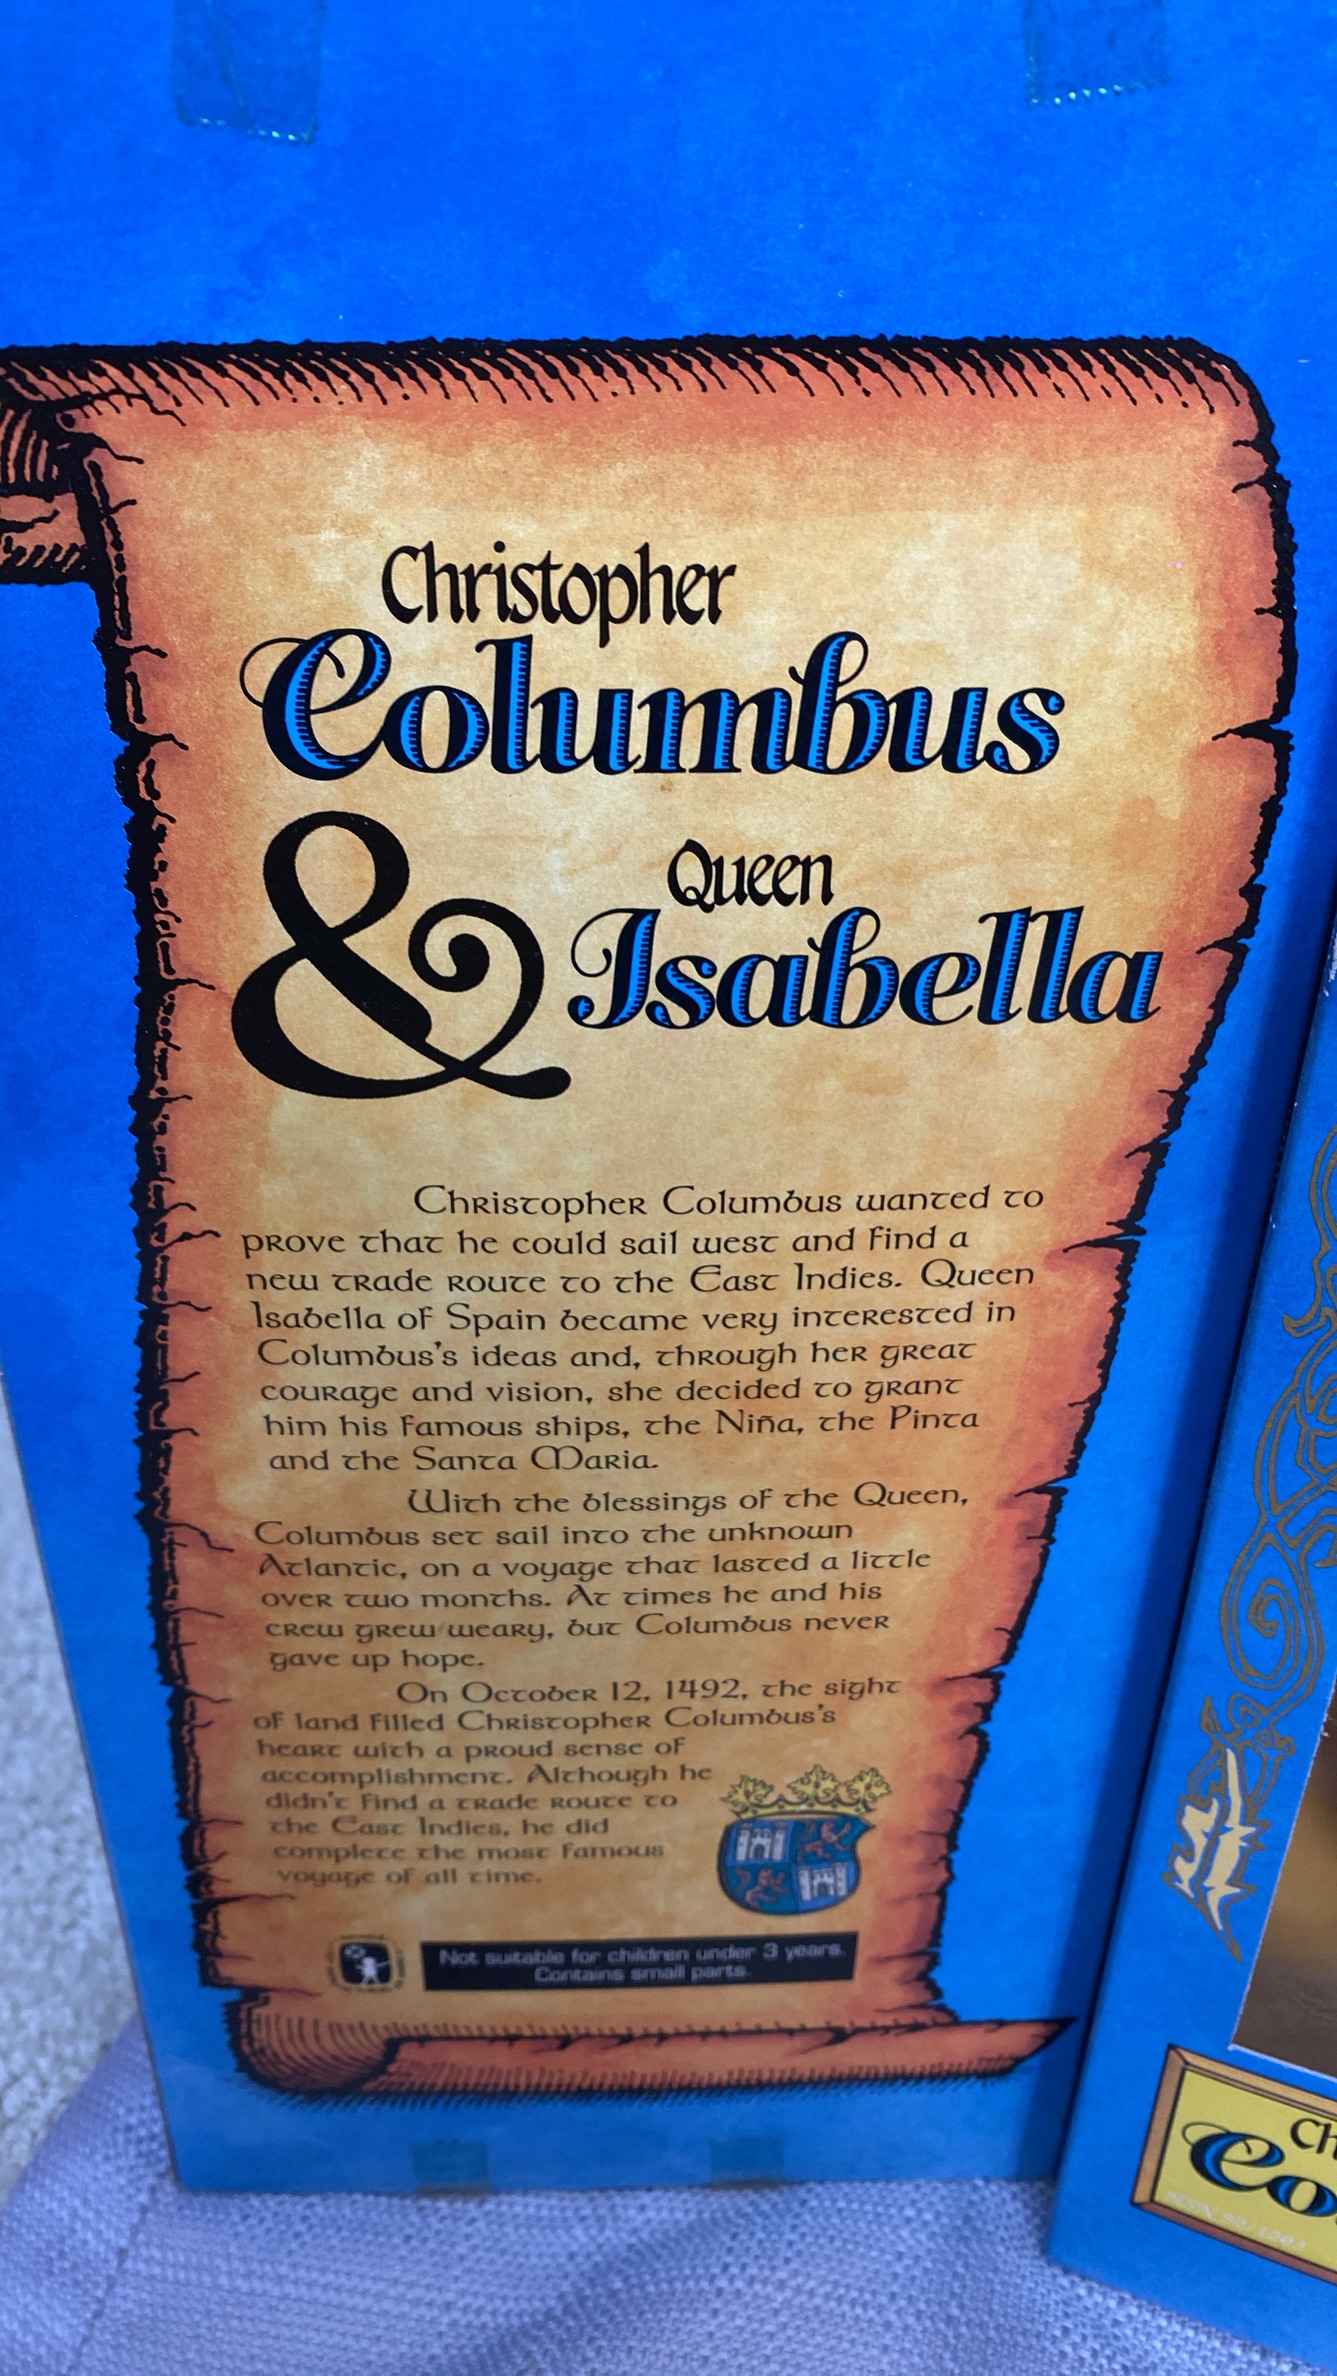 Christopher
Columbus
& Queen
Isabella
Christopher Columbus wanted to
prove that he could sail west and find a
new trade route to the East Indies. Queen
Isabella of Spain became very interested in
Columbus's ideas and, through her great
courage and vision, she decided to grant
him his famous ships, the Niña, the Pinta
and the Santa Maria.
With the blessings of the Queen,
Columbus set sail into the unknown
Atlantic, on a voyage that lasted a little
over two months. At times he and his
crew grew weary, but Columbus never
gave up hope.
On October 12, 1492, the sight
of land filled Christopher Columbus's
heart with a proud sense of
accomplishment. Although he
didn't find a trade route to
the East Indies, he did
complete the most famous
voyage of all time.
Not suitable for children under 3 years.
Contains small parts.
Ch
Co